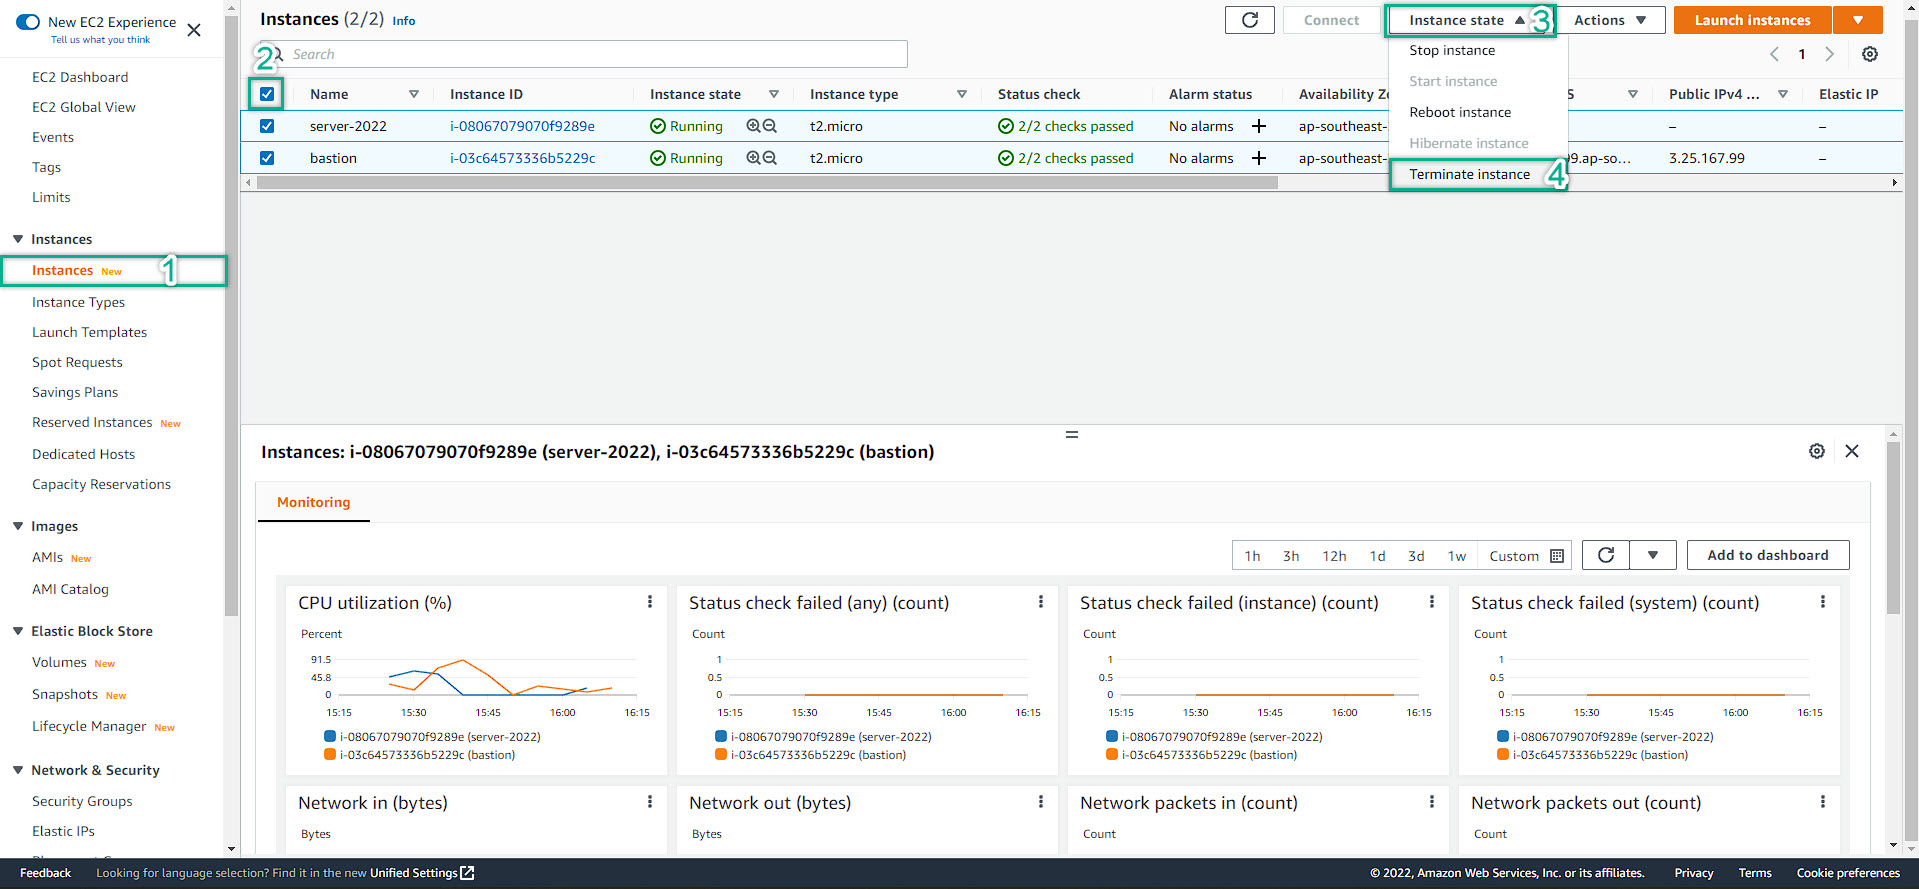 New EC2 Experience
Tell us what you think
EC2 Dashboard
EC2 Global View
Events
Tags
Limits
Instances
Instances New 1
Instance Types
Launch Templates
Spot Requests
Savings Plans
Reserved Instances New
Dedicated Hosts
Capacity Reservations
Images
AMIs New
AMI Catalog
Elastic Block Store
Volumes New
Snapshots New
Lifecycle Manager New
Network & Security
Security Groups
Elastic IPs
Instances (2/2) Info
Connect
Instance state 3
Actions
Launch instances
2 Search
1
Stop instance
Start instance
Reboot instance
Hibernate instance
Terminate instance 4
Name Instance ID Instance state Instance type Status check Alarm status Availability Zo S Public IPv4 ... Elastic IP
server-2022 i-08067079070f9289e Running t2.micro 2/2 checks passed No alarms + ap-southeast- – –
bastion i-03c64573336b5229c Running t2.micro 2/2 checks passed No alarms + ap-southeast- 99.ap-so... 3.25.167.99 –
Instances: i-08067079070f9289e (server-2022), i-03c64573336b5229c (bastion)
Monitoring
1h 3h 12h 1d 3d 1w Custom
Add to dashboard
CPU utilization (%)
Percent
91.5
45.8
0
15:15 15:30 15:45 16:00 16:15
i-08067079070f9289e (server-2022)
i-03c64573336b5229c (bastion)
Status check failed (any) (count)
Count
1
0.5
0
15:15 15:30 15:45 16:00 16:15
i-08067079070f9289e (server-2022)
i-03c64573336b5229c (bastion)
Status check failed (instance) (count)
Count
1
0.5
0
15:15 15:30 15:45 16:00 16:15
i-08067079070f9289e (server-2022)
i-03c64573336b5229c (bastion)
Status check failed (system) (count)
Count
1
0.5
0
15:15 15:30 15:45 16:00 16:15
i-08067079070f9289e (server-2022)
i-03c64573336b5229c (bastion)
Network in (bytes)
Bytes
Network out (bytes)
Bytes
Network packets in (count)
Count
Network packets out (count)
Count
Feedback Looking for language selection? Find it in the new Unified Settings © 2022, Amazon Web Services, Inc. or its affiliates. Privacy Terms Cookie preferences